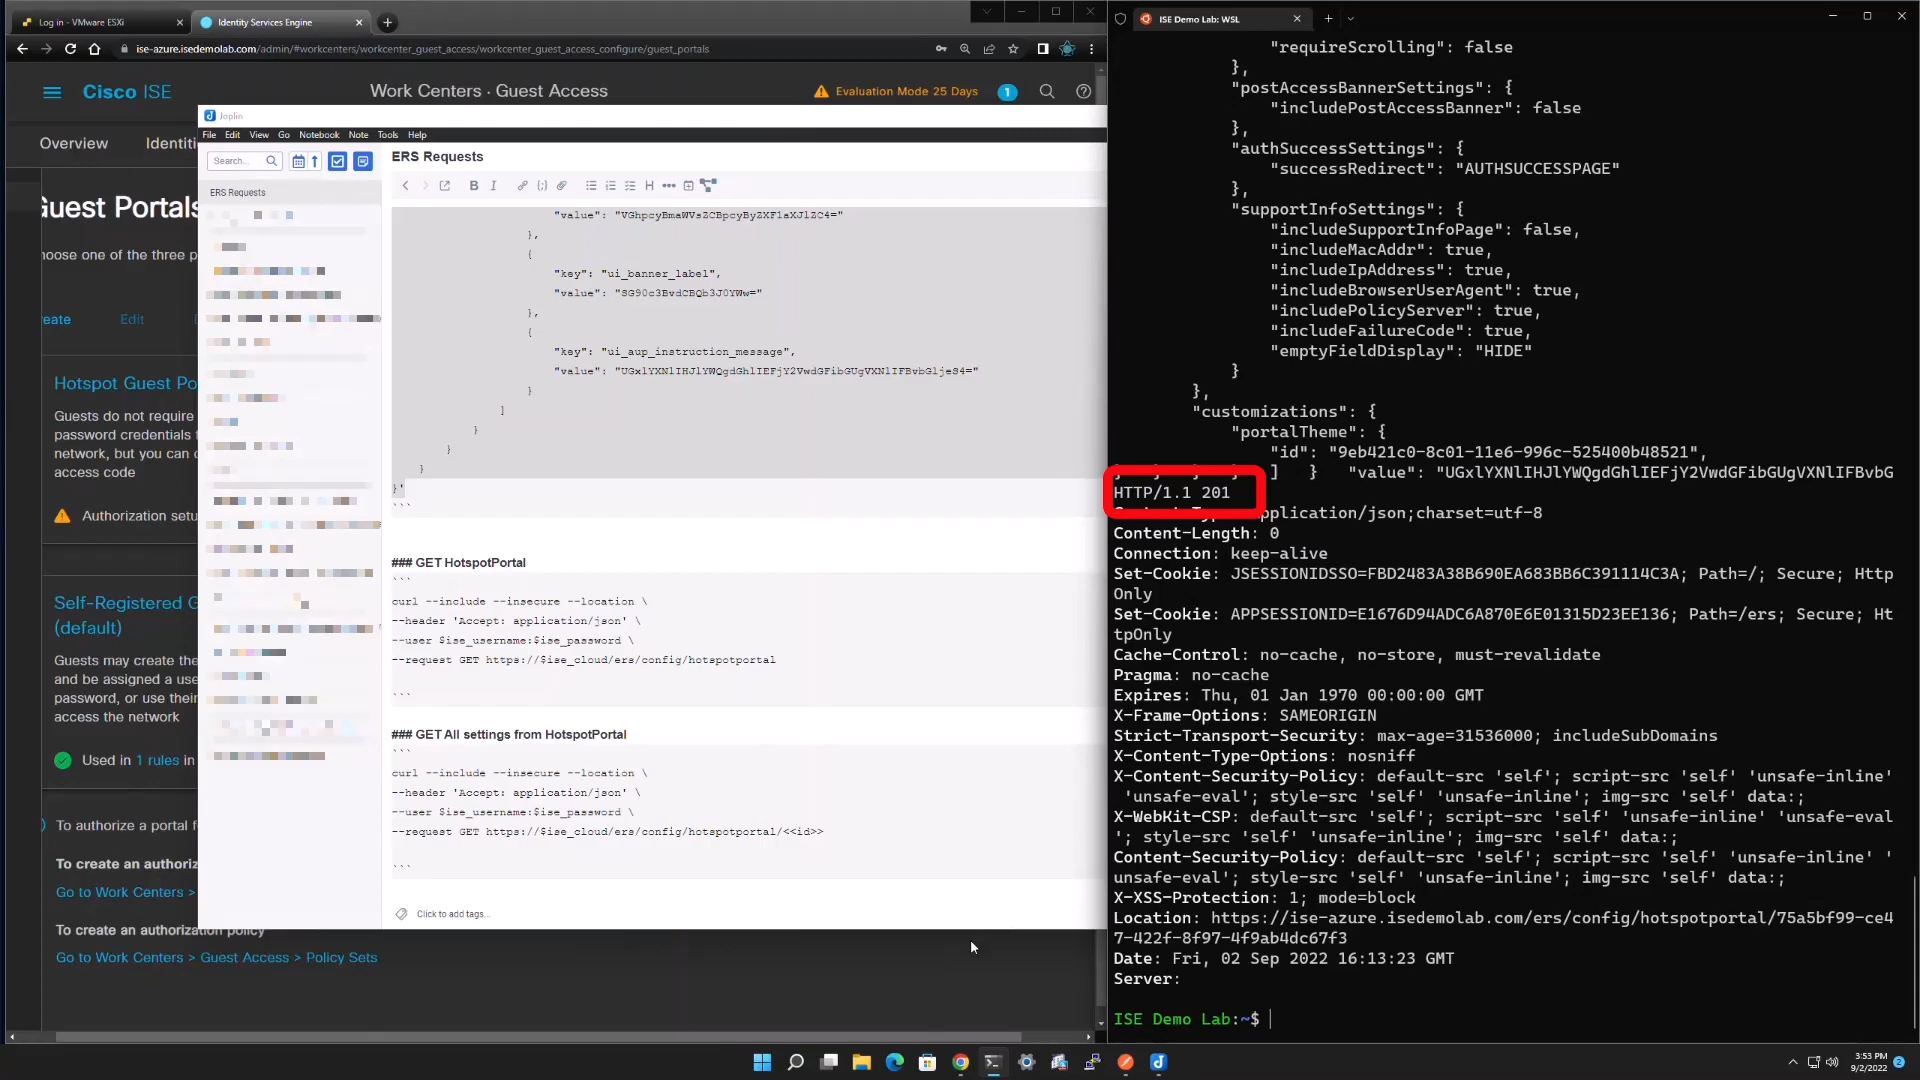 Log in - VMware ESXi
Identity Services Engine
ise-azure.isedemolab.com/admin/#workcenters/workcenter_guest_access/workcenter_guest_access_configure/guest_portals
Cisco ISE
Work Centers · Guest Access
Evaluation Mode 25 Days
1
Overview
Identiti
Guest Portals
hoose one of the three p
reate
Edit
Hotspot Guest Po
Guests do not require
password credentials
network, but you can
access code
Authorization setu
Self-Registered G
(default)
Guests may create the
and be assigned a use
password, or use their
access the network
Used in 1 rules in
To authorize a portal f
To create an authoriz
Go to Work Centers >
To create an authorization policy
Go to Work Centers > Guest Access > Policy Sets
Joplin
File Edit View Go Notebook Note Tools Help
Search...
ERS Requests
ERS Requests
"value": "VGhpcyBmaWVsZCBpcyByZXF1aXJlZC4="
},
{
"key": "ui_banner_label",
"value": "SG90c3BvdCBQb3J0YWw="
},
{
"key": "ui_aup_instruction_message",
"value": "UGxlYXNlIHJlYWQgdGhlIEFjY2VwdGFibGUgVXNlIFBvbGljeS4="
}
]
}
}
}
}'
```
### GET HotspotPortal
```
curl --include --insecure --location \
--header 'Accept: application/json' \
--user $ise_username:$ise_password \
--request GET https://$ise_cloud/ers/config/hotspotportal
```
### GET All settings from HotspotPortal
```
curl --include --insecure --location \
--header 'Accept: application/json' \
--user $ise_username:$ise_password \
--request GET https://$ise_cloud/ers/config/hotspotportal/<<id>>
```
Click to add tags...
ISE Demo Lab: WSL
"requireScrolling": false
},
"postAccessBannerSettings": {
"includePostAccessBanner": false
},
"authSuccessSettings": {
"successRedirect": "AUTHSUCCESSPAGE"
},
"supportInfoSettings": {
"includeSupportInfoPage": false,
"includeMacAddr": true,
"includeIpAddress": true,
"includeBrowserUserAgent": true,
"includePolicyServer": true,
"includeFailureCode": true,
"emptyFieldDisplay": "HIDE"
}
},
"customizations": {
"portalTheme": {
"id": "9eb421c0-8c01-11e6-996c-525400b48521",
] } "value": "UGxlYXNlIHJlYWQgdGhlIEFjY2VwdGFibGUgVXNlIFBvbG
HTTP/1.1 201
application/json;charset=utf-8
Content-Length: 0
Connection: keep-alive
Set-Cookie: JSESSIONIDSSO=FBD2483A38B690EA683BB6C391114C3A; Path=/; Secure; Http
Only
Set-Cookie: APPSESSIONID=E1676D94ADC6A870E6E01315D23EE136; Path=/ers; Secure; Ht
tpOnly
Cache-Control: no-cache, no-store, must-revalidate
Pragma: no-cache
Expires: Thu, 01 Jan 1970 00:00:00 GMT
X-Frame-Options: SAMEORIGIN
Strict-Transport-Security: max-age=31536000; includeSubDomains
X-Content-Type-Options: nosniff
X-Content-Security-Policy: default-src 'self'; script-src 'self' 'unsafe-inline'
'unsafe-eval'; style-src 'self' 'unsafe-inline'; img-src 'self' data:;
X-WebKit-CSP: default-src 'self'; script-src 'self' 'unsafe-inline' 'unsafe-eval
'; style-src 'self' 'unsafe-inline'; img-src 'self' data:;
Content-Security-Policy: default-src 'self'; script-src 'self' 'unsafe-inline' '
unsafe-eval'; style-src 'self' 'unsafe-inline'; img-src 'self' data:;
X-XSS-Protection: 1; mode=block
Location: https://ise-azure.isedemolab.com/ers/config/hotspotportal/75a5bf99-ce4
7-422f-8f97-4f9ab4dc67f3
Date: Fri, 02 Sep 2022 16:13:23 GMT
Server:
ISE Demo Lab:~$
3:53 PM
9/2/2022
2